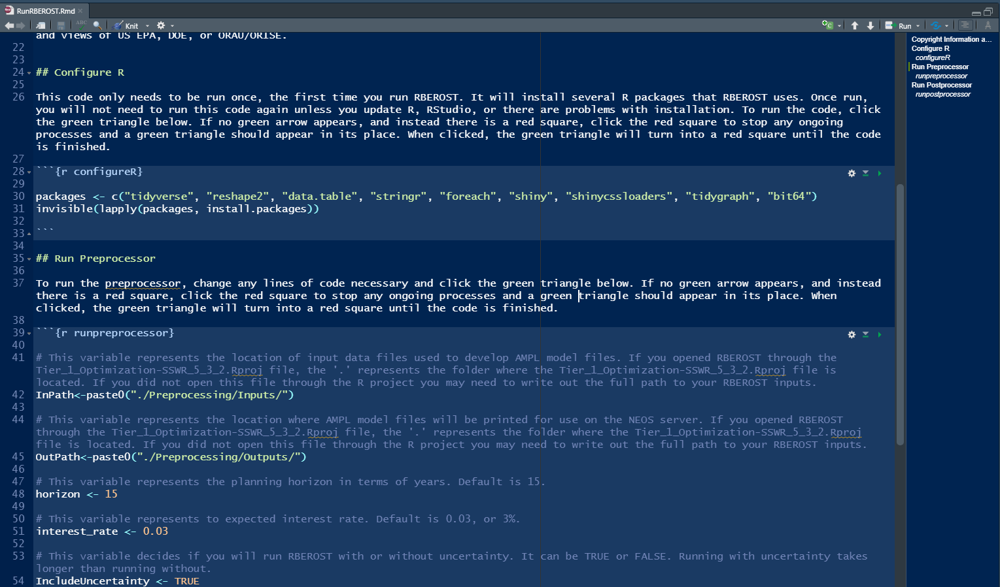 RunRBEROST.Rmd
ABC
Knit
Run
and views of US EPA, DOE, or ORAU/ORISE.
22
23
24 ## Configure R
25
26 This code only needs to be run once, the first time you run RBEROST. It will install several R packages that RBEROST uses. Once run,
you will not need to run this code again unless you update R, RStudio, or there are problems with installation. To run the code, click
the green triangle below. If no green arrow appears, and instead there is a red square, click the red square to stop any ongoing
processes and a green triangle should appear in its place. When clicked, the green triangle will turn into a red square until the code
is finished.
27
28 ```{r configureR}
29
30 packages <- c("tidyverse", "reshape2", "data.table", "stringr", "foreach", "shiny", "shinycssloaders", "tidygraph", "bit64")
31 invisible(lapply(packages, install.packages))
32
33 ```
34
35 ## Run Preprocessor
36
37 To run the preprocessor, change any lines of code necessary and click the green triangle below. If no green arrow appears, and instead
there is a red square, click the red square to stop any ongoing processes and a green triangle should appear in its place. When
clicked, the green triangle will turn into a red square until the code is finished.
38
39 ```{r runpreprocessor}
40
41 # This variable represents the location of input data files used to develop AMPL model files. If you opened RBEROST through the
Tier_1_Optimization-SSWR_5_3_2.Rproj file, the '.' represents the folder where the Tier_1_Optimization-SSWR_5_3_2.Rproj file is
located. If you did not open this file through the R project you may need to write out the full path to your RBEROST inputs.
42 InPath<-paste0("./Preprocessing/Inputs/")
43
44 # This variable represents the location where AMPL model files will be printed for use on the NEOS server. If you opened RBEROST
through the Tier_1_Optimization-SSWR_5_3_2.Rproj file, the '.' represents the folder where the Tier_1_Optimization-SSWR_5_3_2.Rproj
file is located. If you did not open this file through the R project you may need to write out the full path to your RBEROST inputs.
45 OutPath<-paste0("./Preprocessing/Outputs/")
46
47 # This variable represents the planning horizon in terms of years. Default is 15.
48 horizon <- 15
49
50 # This variable represents to expected interest rate. Default is 0.03, or 3%.
51 interest_rate <- 0.03
52
53 # This variable decides if you will run RBEROST with or without uncertainty. It can be TRUE or FALSE. Running with uncertainty takes
longer than running without.
54 IncludeUncertainty <- TRUE
Copyright Information a...
Configure R
configureR
Run Preprocessor
runpreprocessor
Run Postprocessor
runpostprocessor